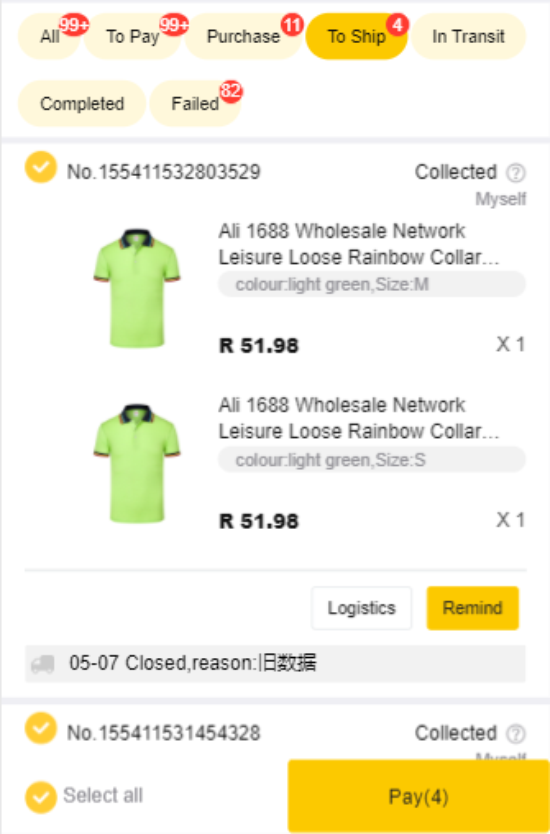 All 99+ To Pay 99+ Purchase 11 To Ship 4 In Transit
Completed Failed 82
No.155411532803529 Collected ?
Myself
Ali 1688 Wholesale Network
Leisure Loose Rainbow Collar...
colour:light green,Size:M
R 51.98 X 1
Ali 1688 Wholesale Network
Leisure Loose Rainbow Collar...
colour:light green,Size:S
R 51.98 X 1
Logistics Remind
05-07 Closed,reason:旧数据
No.155411531454328 Collected ?
Myself
Select all Pay(4)